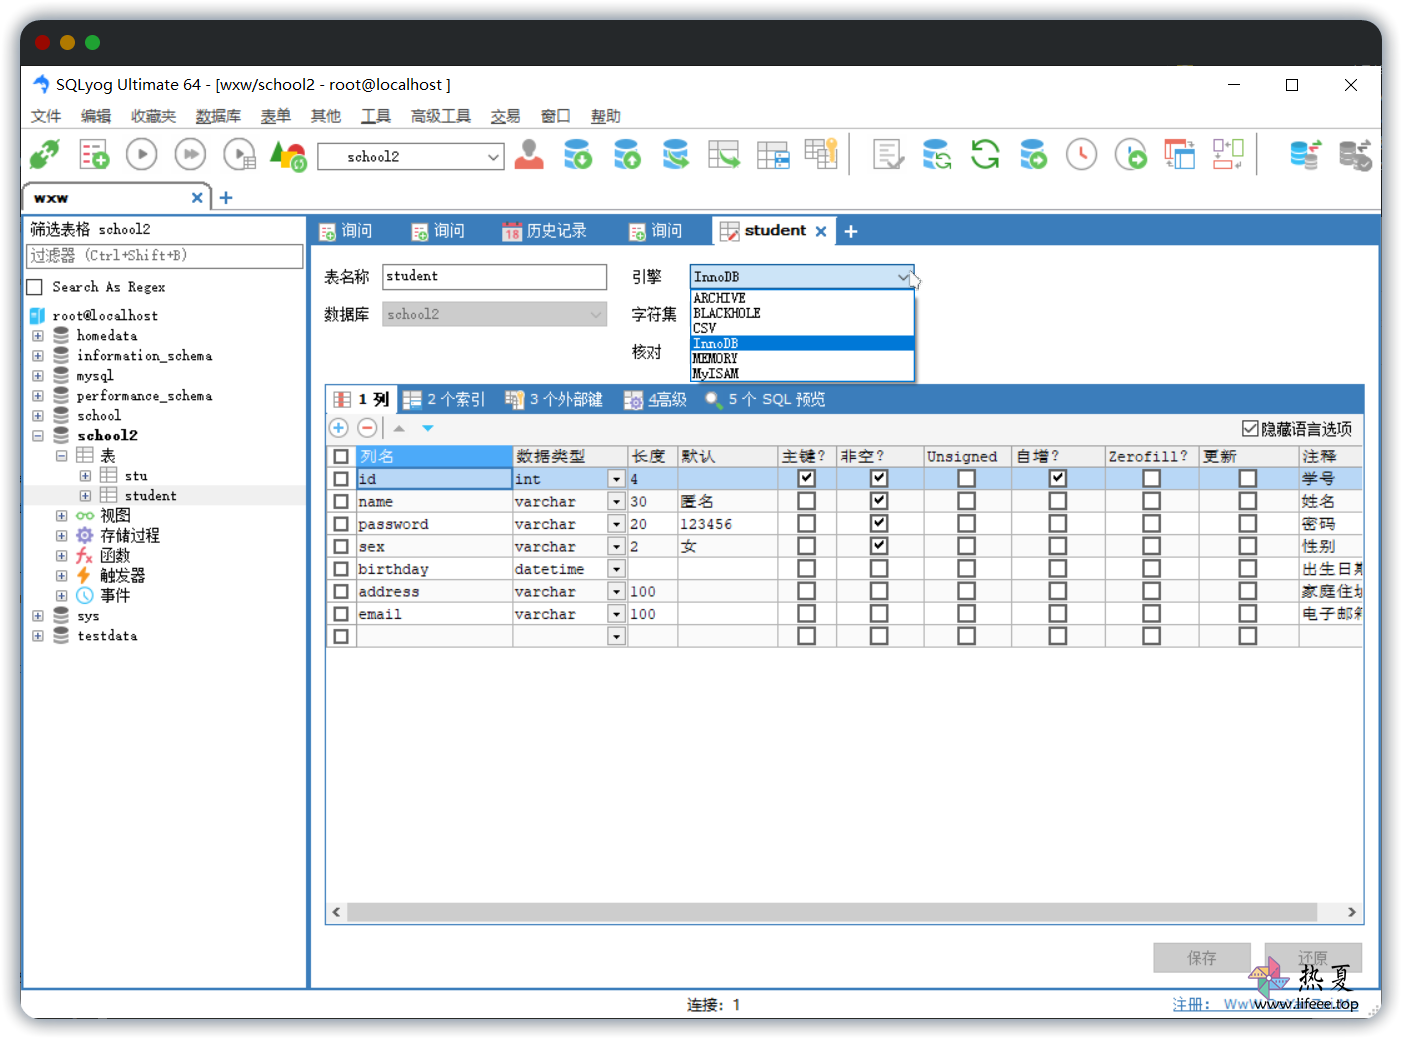 SQLyog Ultimate 64 - [wxw/school2 - root@localhost ]
文件 编辑 收藏夹 数据库 表单 其他 工具 高级工具 交易 窗口 帮助
school2
wxw
筛选表格 school2
过滤器 (Ctrl+Shift+B)
Search As Regex
root@localhost
homedata
information_schema
mysql
performance_schema
school
school2
表
stu
student
视图
存储过程
函数
触发器
事件
sys
testdata
询问 询问 18 历史记录 询问 student
表名称 student 引擎 InnoDB
数据库 school2 字符集
核对
ARCHIVE
BLACKHOLE
CSV
InnoDB
MEMORY
MyISAM
1 列 2 个索引 3 个外部键 4高级 5 个 SQL 预览
隐藏语言选项
列名 数据类型 长度 默认 主键? 非空? Unsigned 自增? Zerofill? 更新 注释
id int 4 学号
name varchar 30 匿名 姓名
password varchar 20 123456 密码
sex varchar 2 女 性别
birthday datetime 出生日期
address varchar 100 家庭住址
email varchar 100 电子邮箱
保存 还原
热夏
连接: 1
注册:
www.lifeee.top